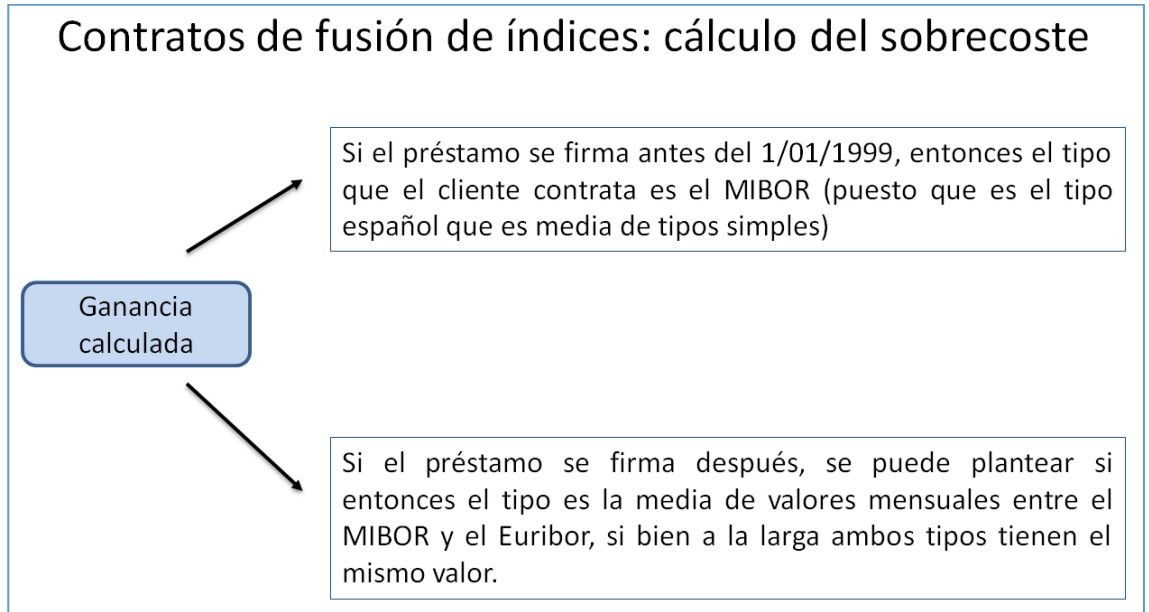 Contratos de fusión de índices: cálculo del sobrecoste
Si el préstamo se firma antes del 1/01/1999, entonces el tipo
que el cliente contrata es el MIBOR (puesto que es el tipo
español que es media de tipos simples)
Ganancia
calculada
Si el préstamo se firma después, se puede plantear si
entonces el tipo es la media de valores mensuales entre el
MIBOR y el Euribor, si bien a la larga ambos tipos tienen el
mismo valor.